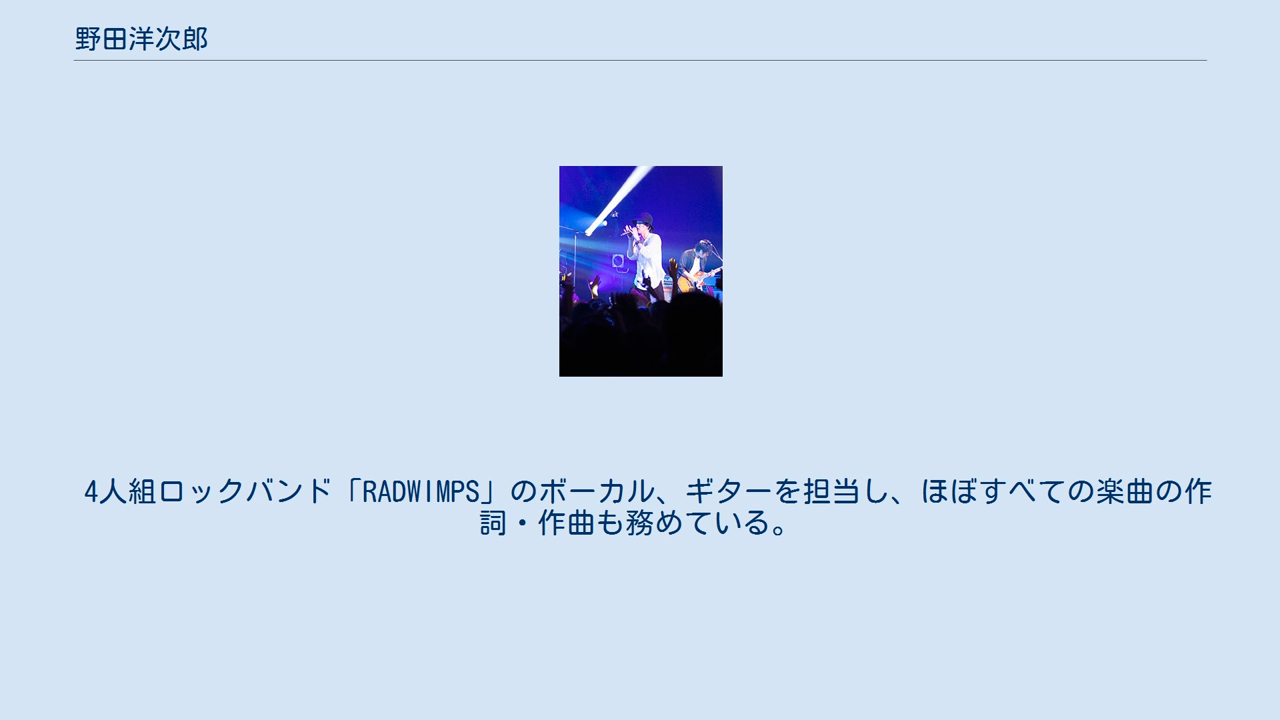 野田洋次郎
4人組ロックバンド「RADWIMPS」のボーカル、ギターを担当し、ほぼすべての楽曲の作
詞・作曲も務めている。